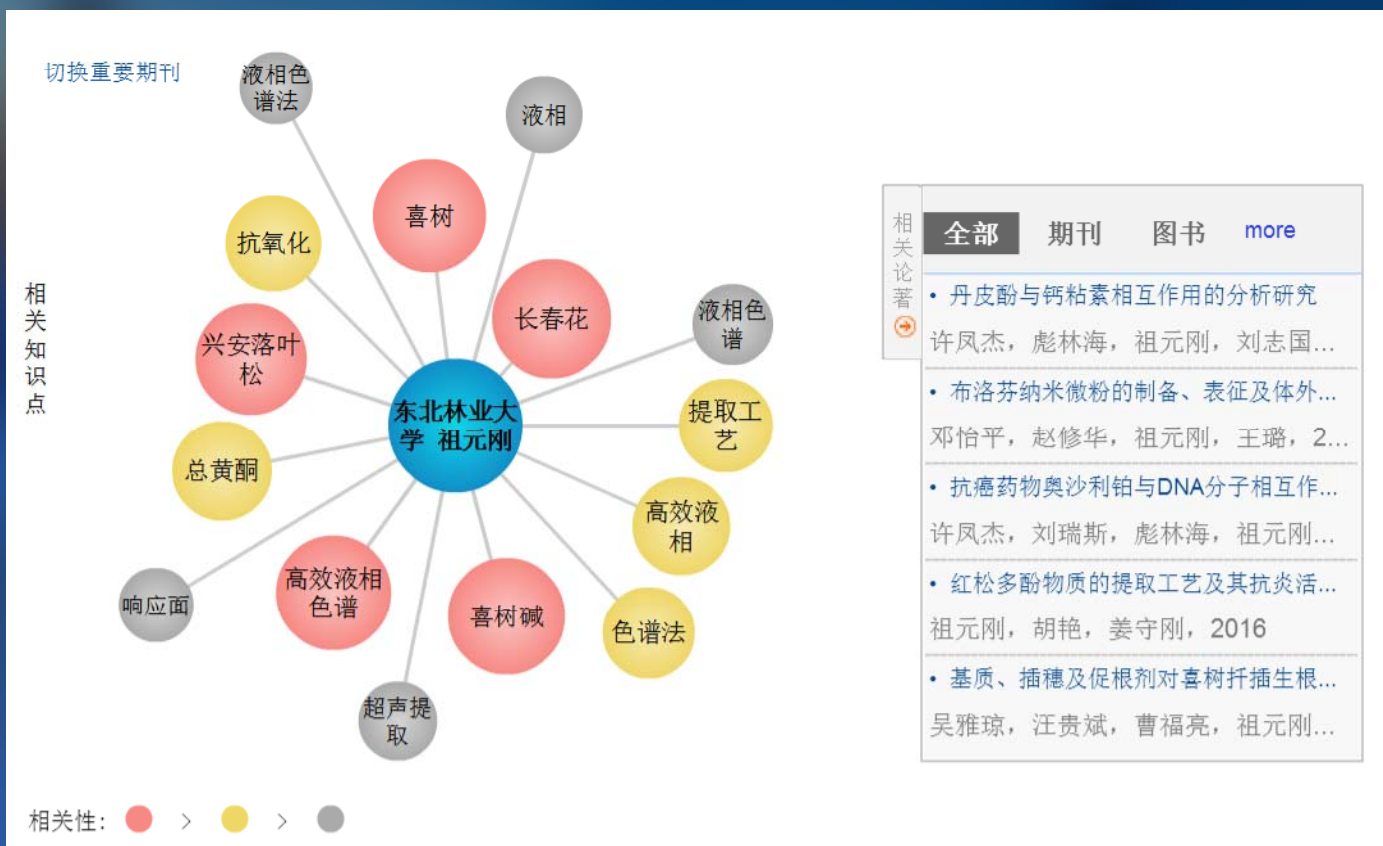 切换重要期刊
液相色
谱法
液相
喜树
抗氧化
长春花
液相色
谱
兴安落叶
松
东北林业大
学 祖元刚
提取工
艺
总黄酮
高效液
相
高效液相
色谱
喜树碱
色谱法
响应面
超声提
取
相关知识点
相关性： > >
相关论著
全部 期刊 图书 more
• 丹皮酚与钙粘素相互作用的分析研究
许凤杰，彪林海，祖元刚，刘志国...
• 布洛芬纳米微粉的制备、表征及体外...
邓怡平，赵修华，祖元刚，王璐，2...
• 抗癌药物奥沙利铂与DNA分子相互作...
许凤杰，刘瑞斯，彪林海，祖元刚...
• 红松多酚物质的提取工艺及其抗炎活...
祖元刚，胡艳，姜守刚，2016
• 基质、插穗及促根剂对喜树扦插生根...
吴雅琼，汪贵斌，曹福亮，祖元刚...